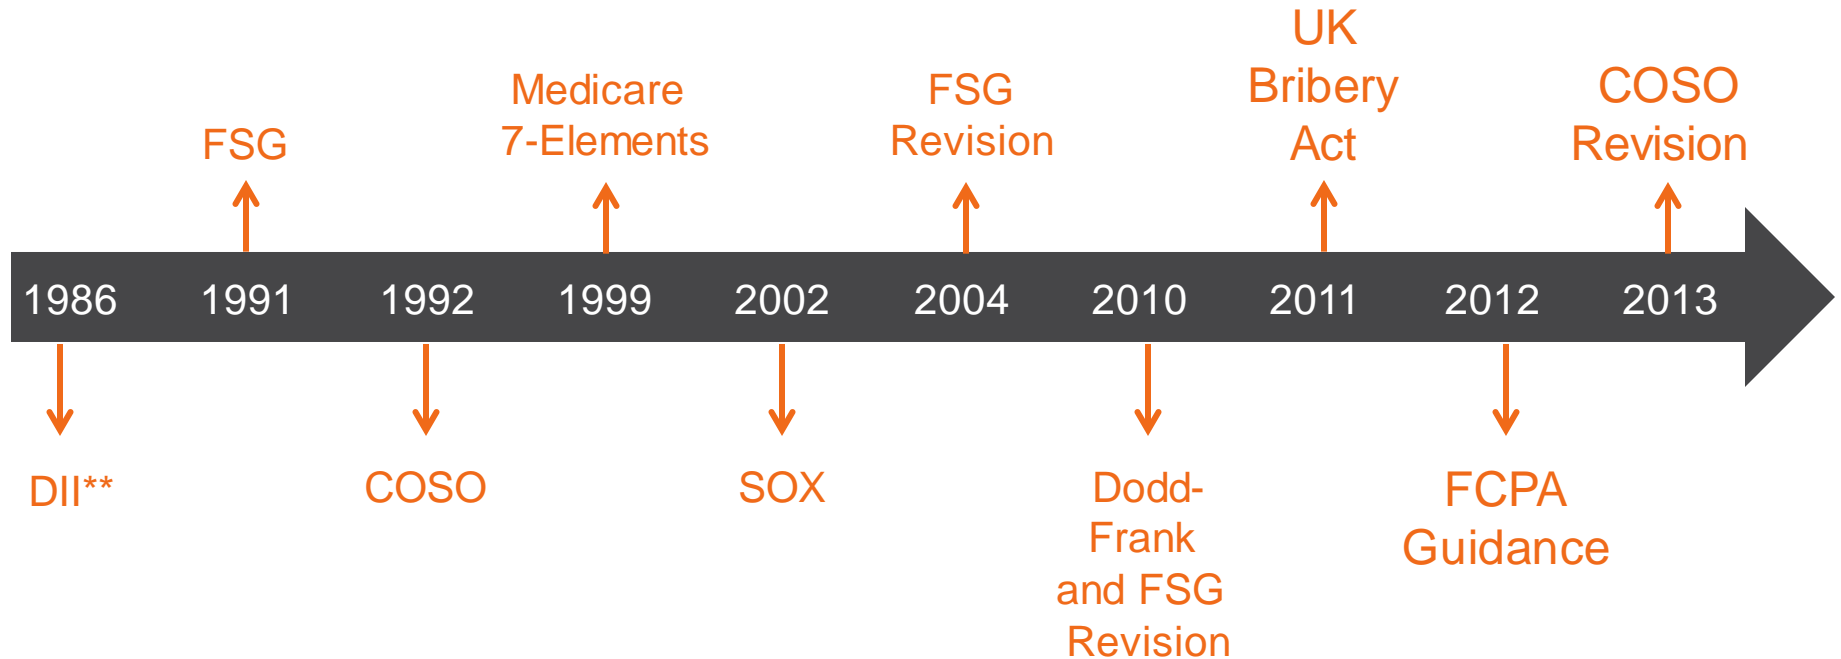 UK
Bribery
Act
Medicare
7-Elements
FSG
Revision
COSO
Revision
FSG
1986 1991 1992 1999 2002 2004 2010 2011 2012 2013
DII**
COSO
SOX
Dodd-
Frank
and FSG
Revision
FCPA
Guidance